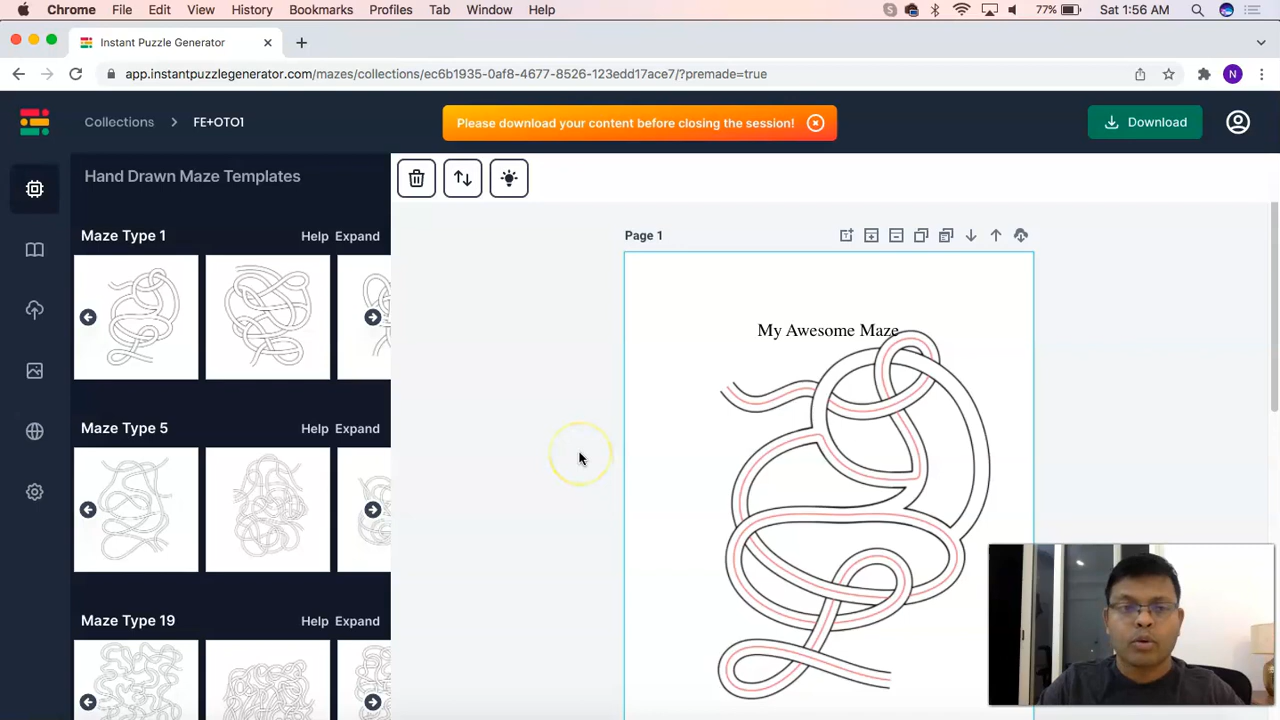 Chrome File Edit View History Bookmarks Profiles Tab Window Help 77% Sat 1:56 AM
Instant Puzzle Generator
app.instantpuzzlegenerator.com/mazes/collections/ec6b1935-0af8-4677-8526-123edd17ace7/?premade=true N
Collections FE+OTO1 Please download your content before closing the session! Download
Hand Drawn Maze Templates
Maze Type 1 Help Expand
Page 1
My Awesome Maze
Maze Type 5 Help Expand
Maze Type 19 Help Expand